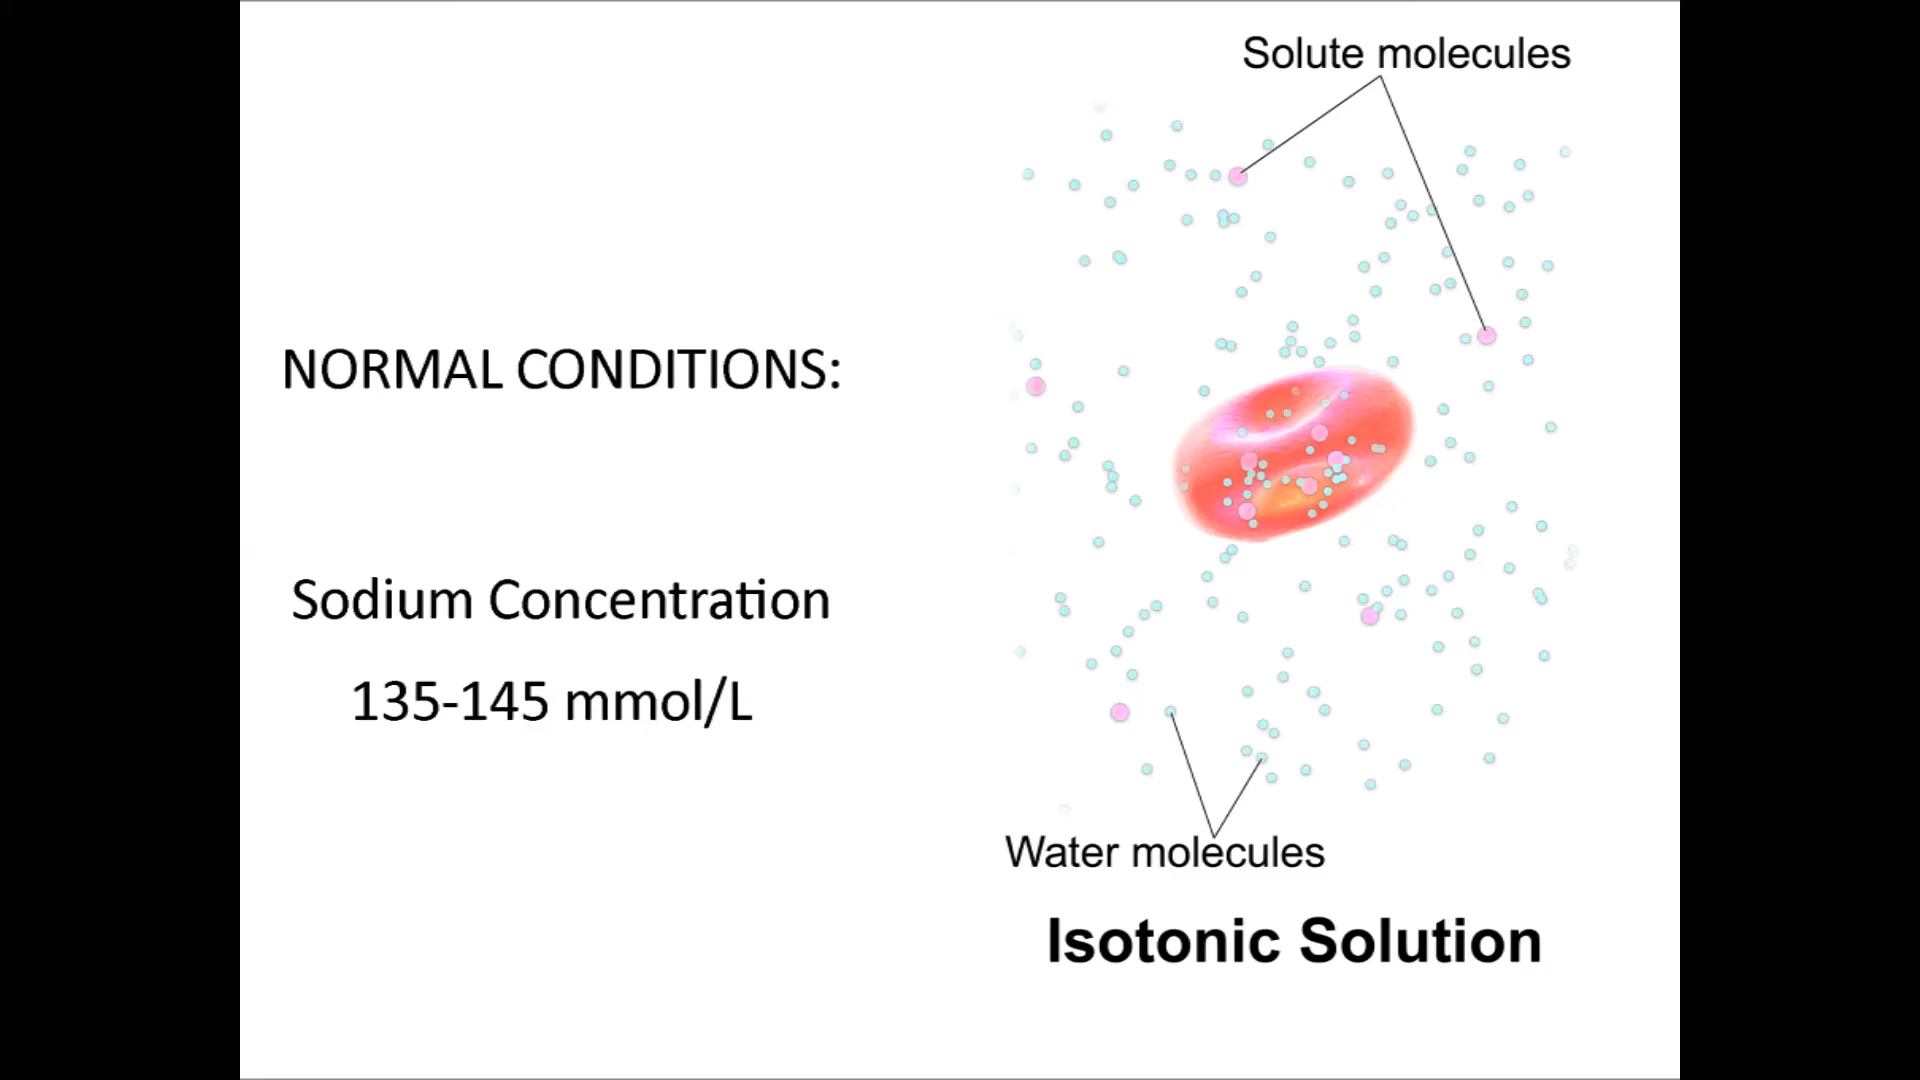 Solute molecules
NORMAL CONDITIONS:
Sodium Concentration
135-145 mmol/L
Water molecules
Isotonic Solution